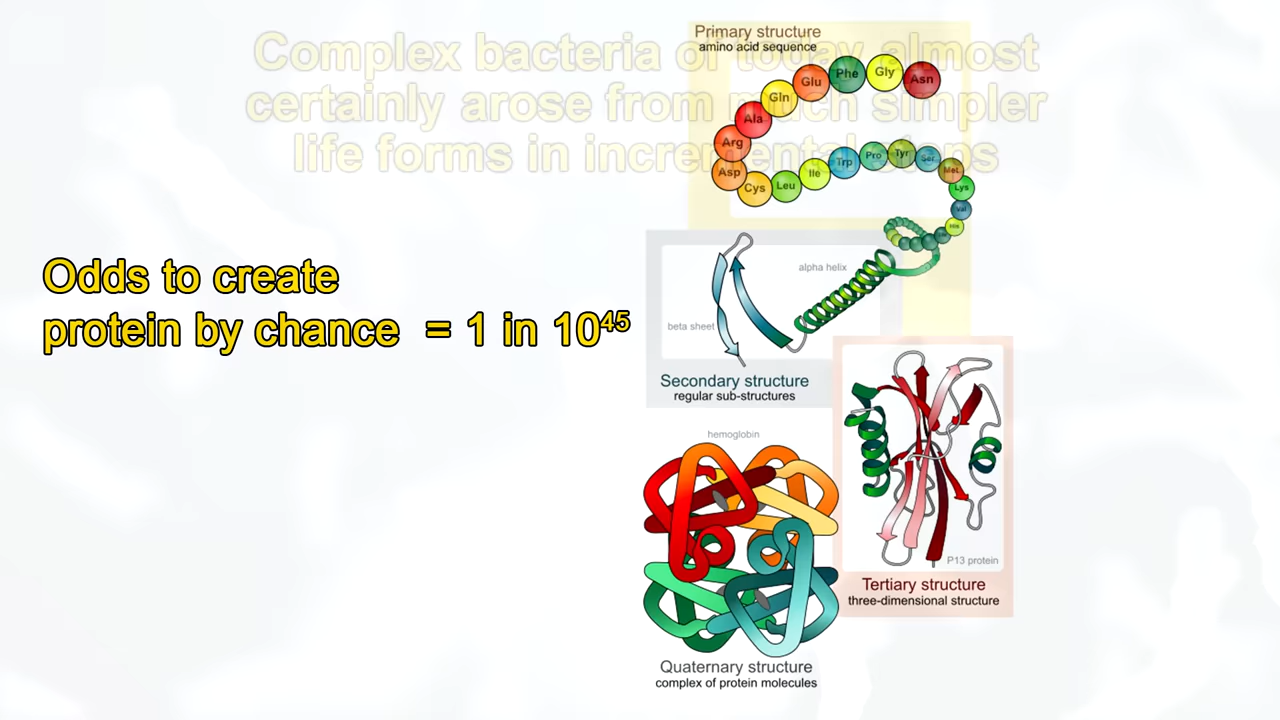 Complex bacteria of today almost
certainly arose from much simpler
life forms in incremental steps
Odds to create
protein by chance = 1 in 10⁴⁵
Primary structure
amino acid sequence
Asn
Gly
Phe
Glu
Gln
Ala
Arg
Asp
Cys
Leu
Ile
Trp
Pro
Tyr
Ser
Met
Lys
Val
His
alpha helix
beta sheet
Secondary structure
regular sub-structures
P13 protein
Tertiary structure
three-dimensional structure
hemoglobin
Quaternary structure
complex of protein molecules